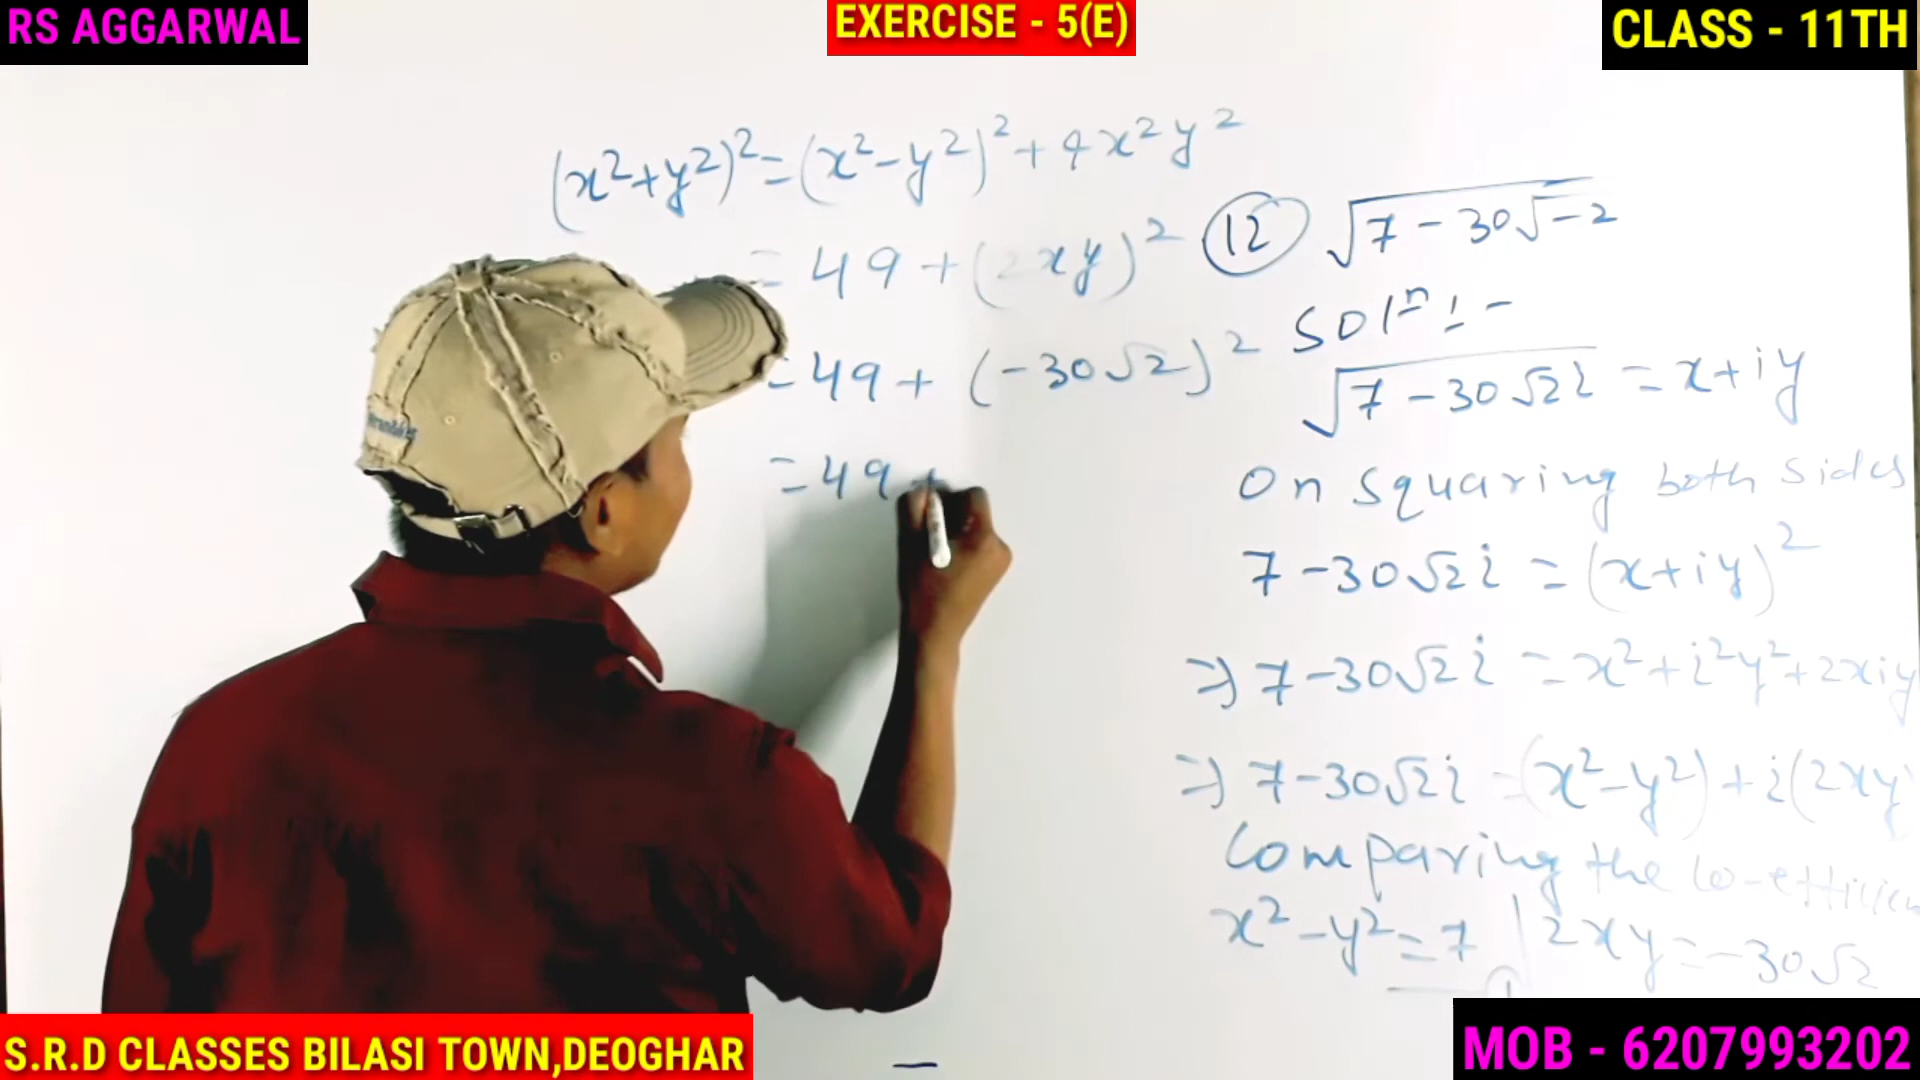 RS AGGARWAL
EXERCISE - 5(E)
CLASS - 11TH
(x²+y²)² = (x²-y²)² + 4x²y²
= 49 + (2xy)²
= 49 + (-30√2)²
= 49 +
12 √7-30√-2
Solⁿ:-
√7-30√2i = x+iy
On squaring both sides
7-30√2i = (x+iy)²
⇒ 7-30√2i = x²+i²y²+2xiy
⇒ 7-30√2i = (x²-y²)+i(2xy)
Comparing the
x²-y²=7 | 2xy=-30√2
S.R.D CLASSES BILASI TOWN,DEOGHAR
MOB - 6207993202